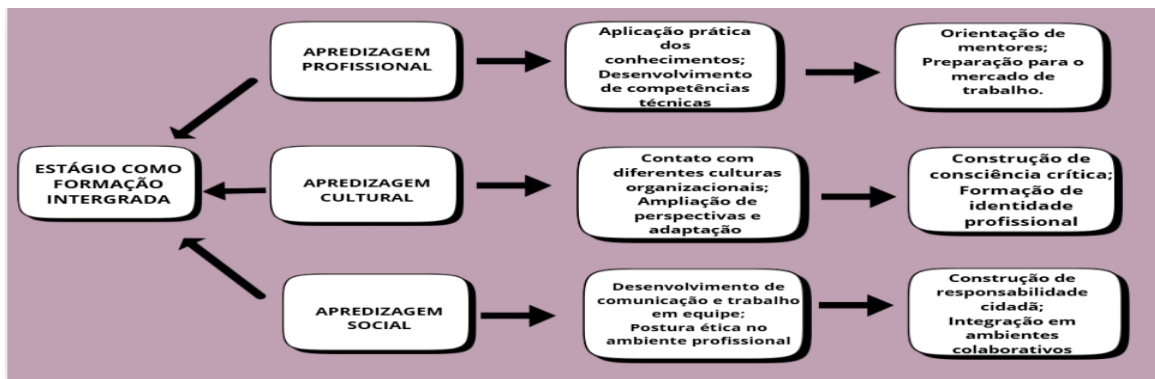 APREDIZAGEM
PROFISSIONAL
Aplicação prática
dos
conhecimentos;
Desenvolvimento
de competências
técnicas
Orientação de
mentores;
Preparação para o
mercado de
trabalho.
ESTÁGIO COMO
FORMAÇÃO
INTERGRADA
APREDIZAGEM
CULTURAL
Contato com
diferentes culturas
organizacionais;
Ampliação de
perspectivas e
adaptação
Construção de
consciência crítica;
Formação de
identidade
profissional
APREDIZAGEM
SOCIAL
Desenvolvimento de
comunicação e trabalho
em equipe;
Postura ética no
ambiente profissional
Construção de
responsabilidade
cidadã;
Integração em
ambientes
colaborativos